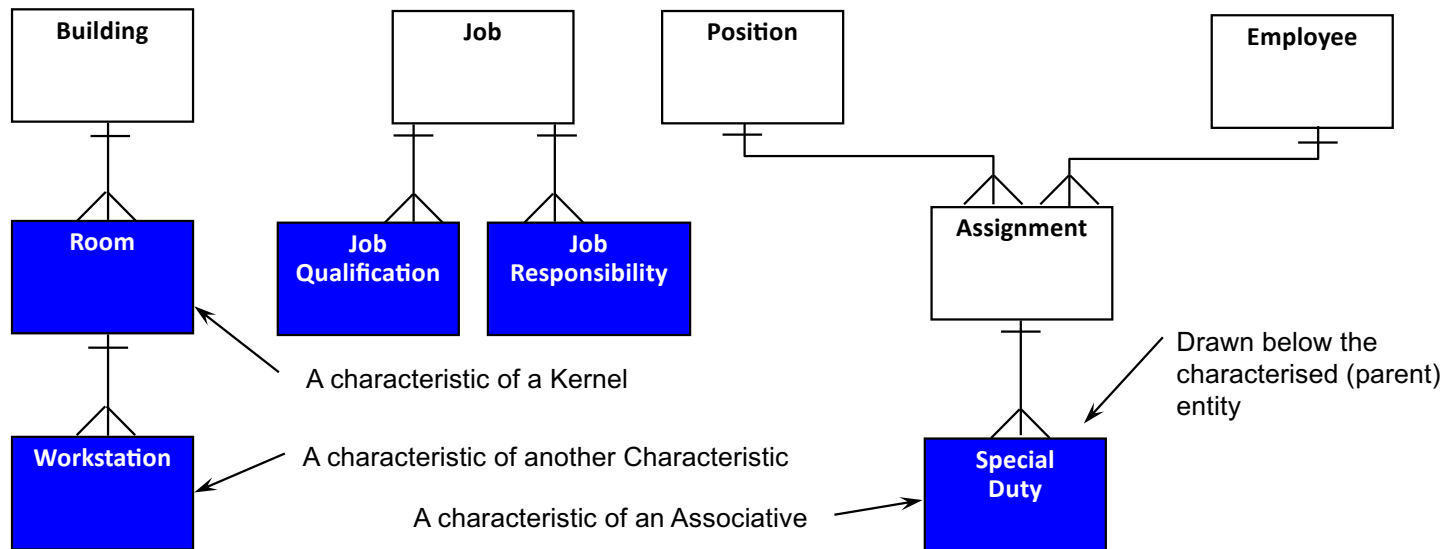 Building
Job
Position
Employee
Room
Job
Qualification
Job
Responsibility
Assignment
A characteristic of a Kernel
Drawn below the
characterised (parent)
entity
Workstation
A characteristic of another Characteristic
Special
Duty
A characteristic of an Associative